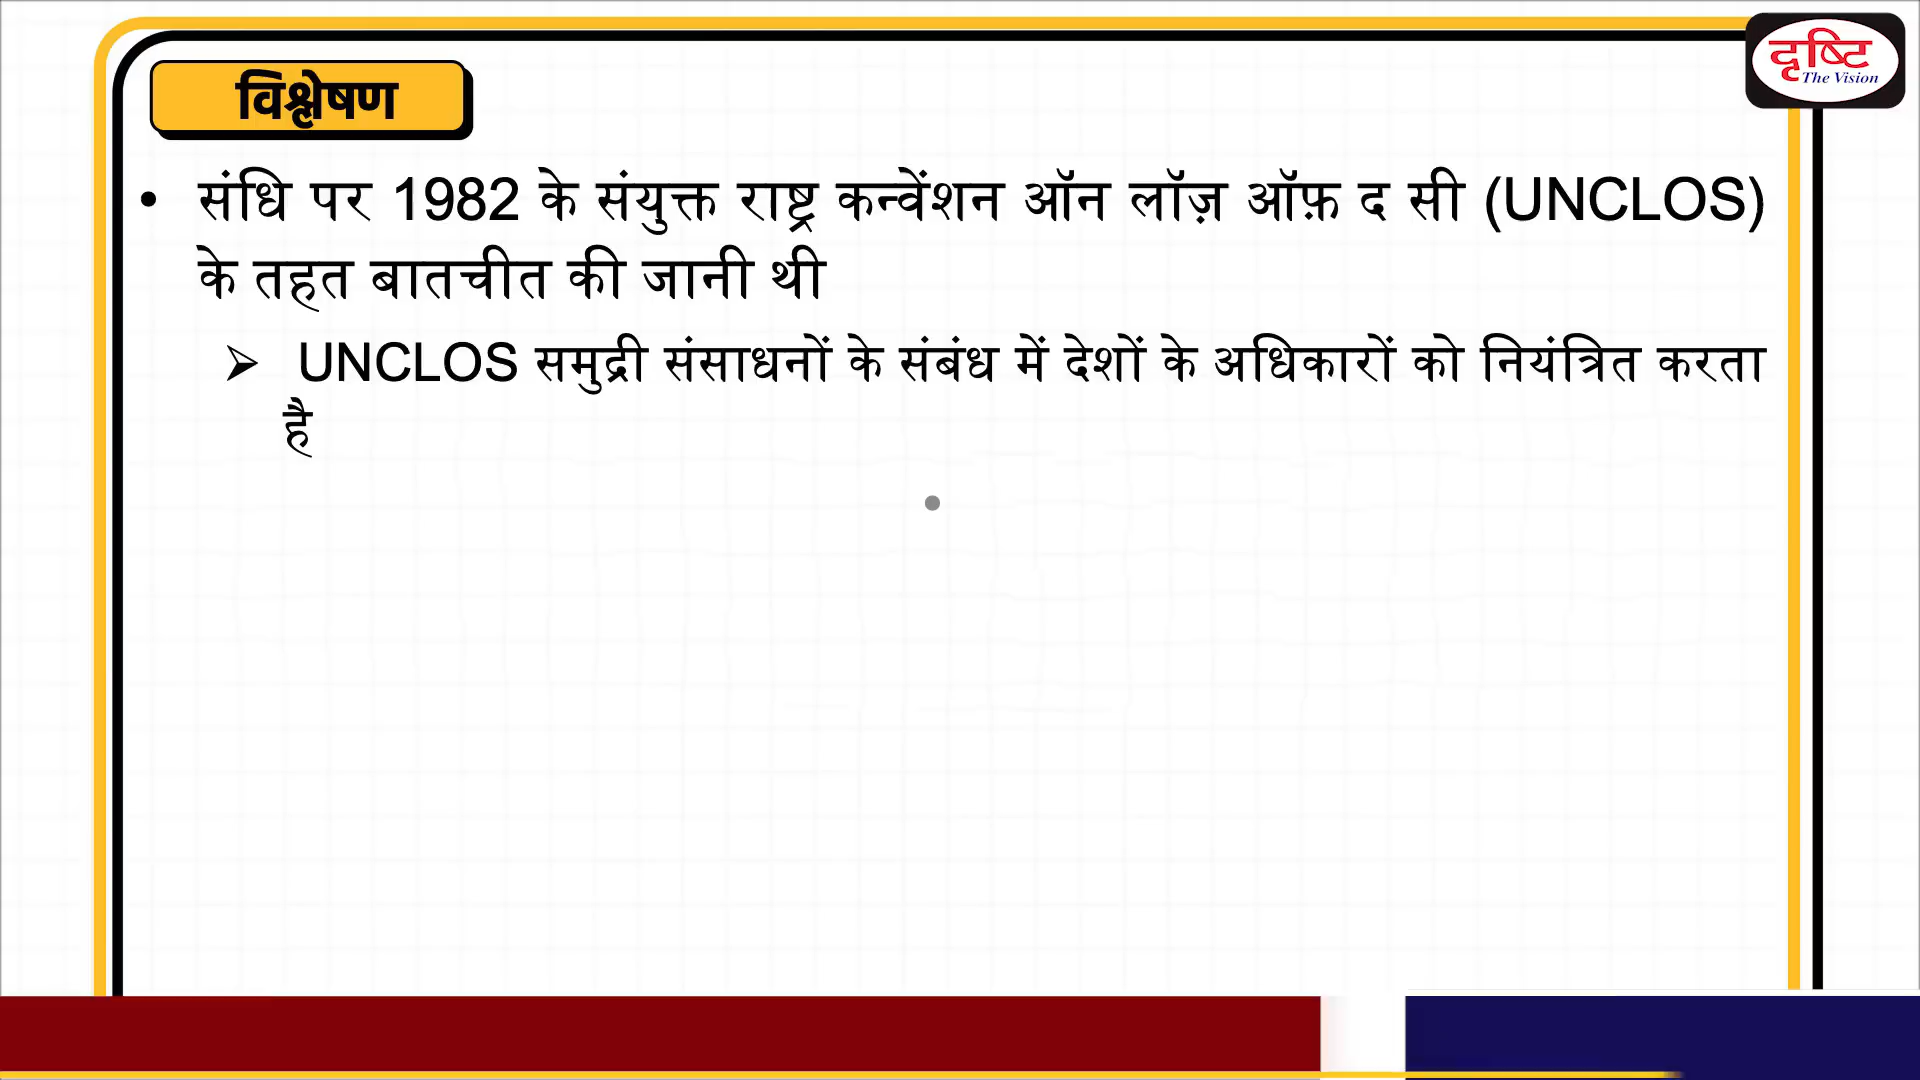 दृष्टि
The Vision
विश्लेषण
• संधि पर 1982 के संयुक्त राष्ट्र कन्वेंशन ऑन लॉज़ ऑफ़ द सी (UNCLOS)
के तहत बातचीत की जानी थी
➢ UNCLOS समुद्री संसाधनों के संबंध में देशों के अधिकारों को नियंत्रित करता
है